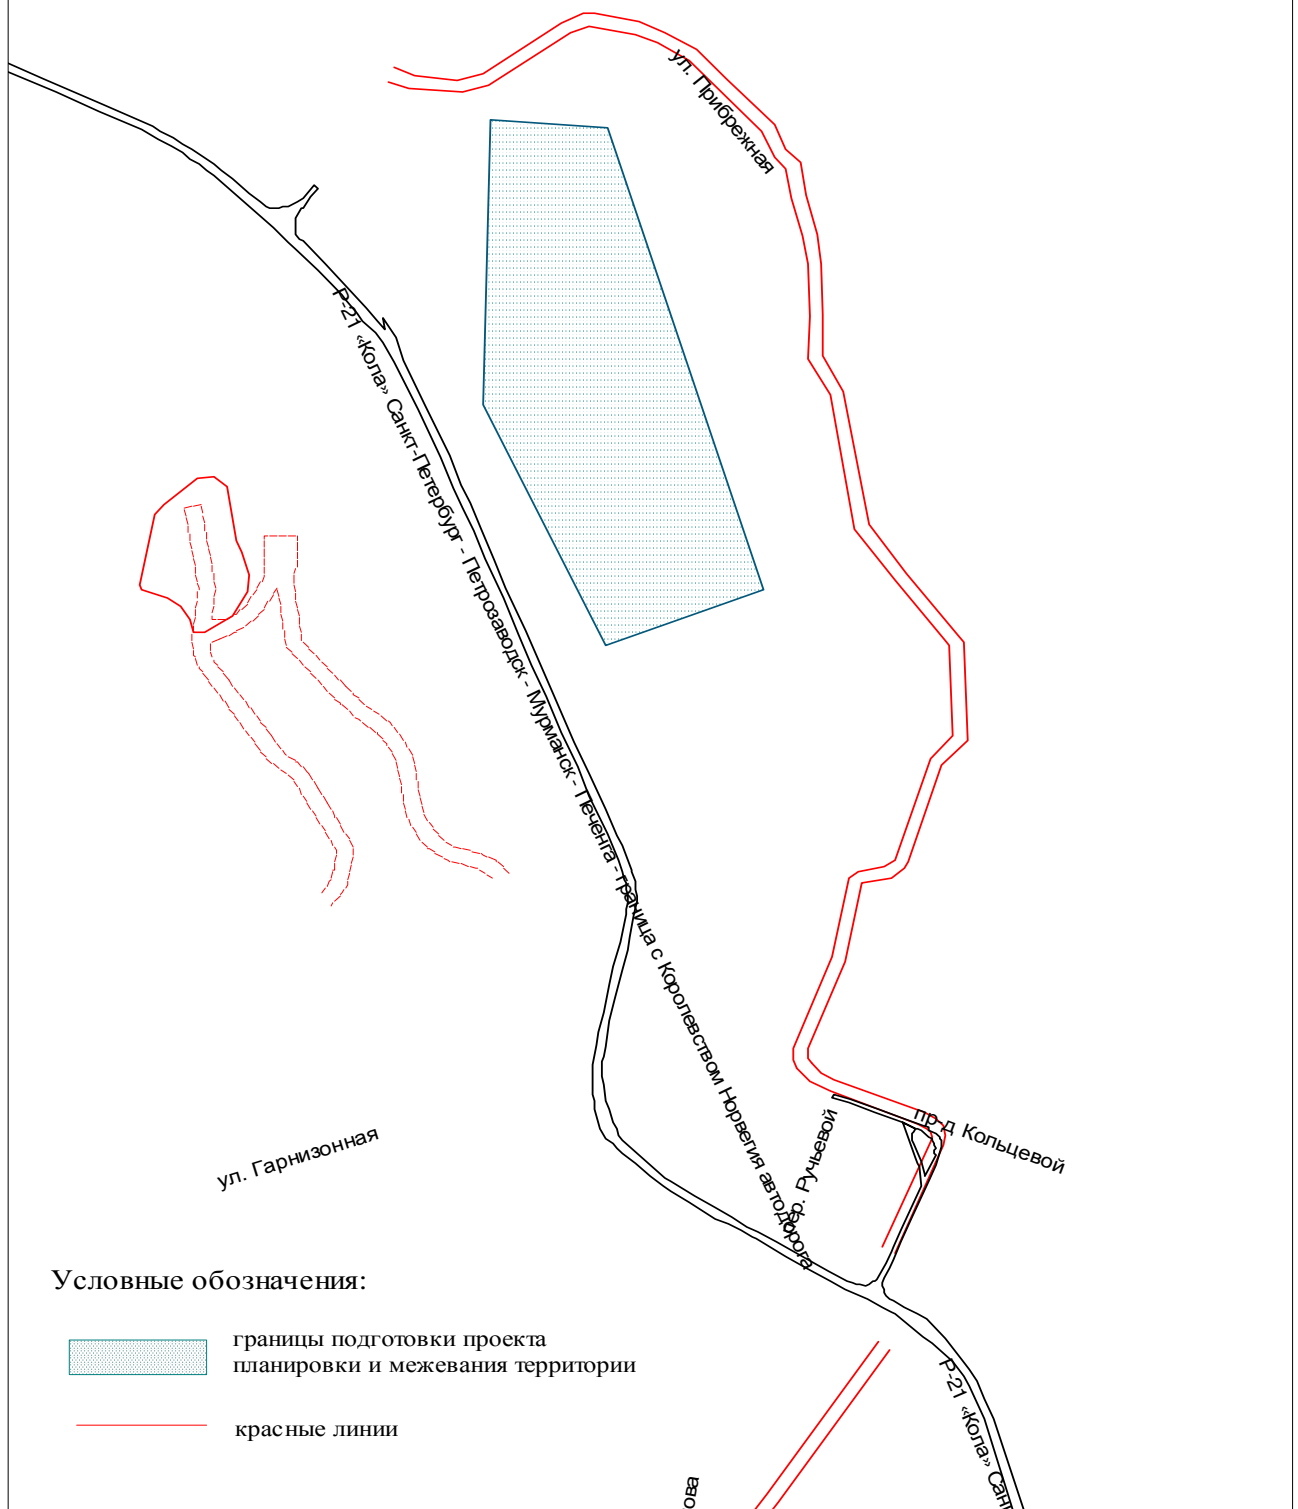 ул. Прибрежная
Р-21 «Кола» Санкт-Петербург - Петрозаводск - Мурманск - Печенга - граница с Королевством Норвегия автодорога
пр-д Кольцевой
пер. Ручьевой
ул. Гарнизонная
Условные обозначения:
границы подготовки проекта
планировки и межевания территории
красные линии
Р-21 «Кола» Сан
ова